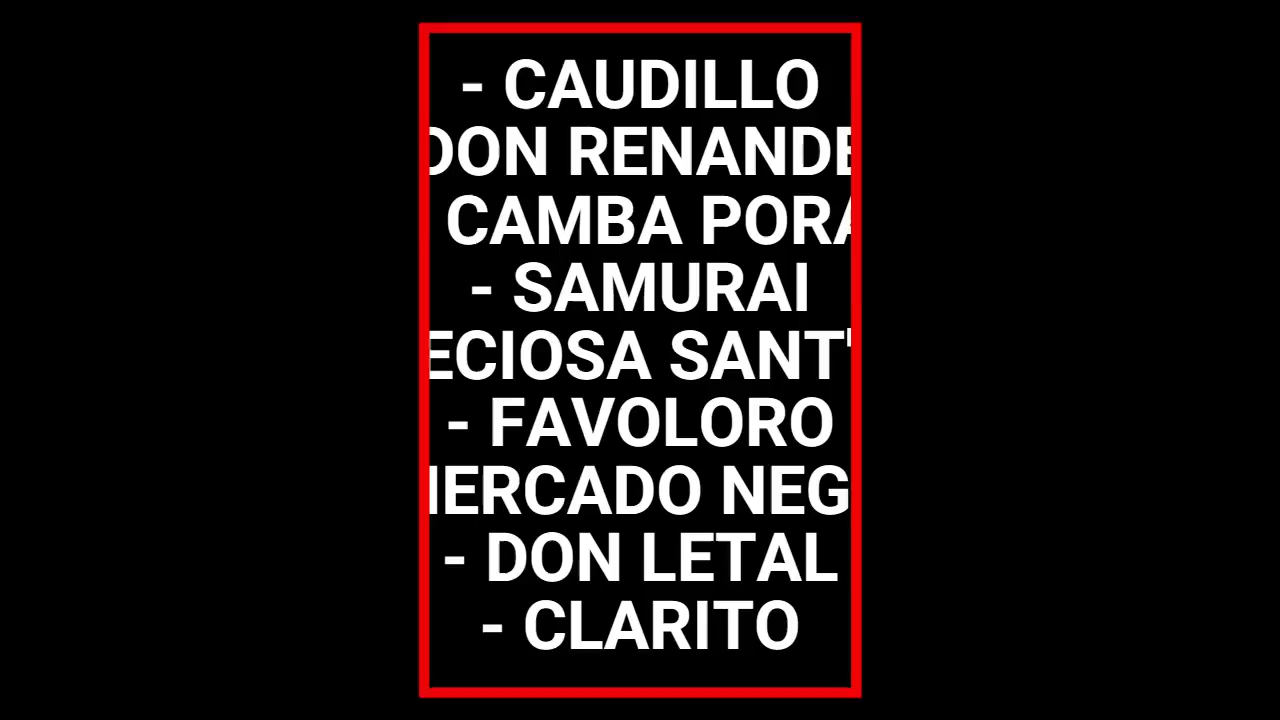 - CAUDILLO
DON RENANDE
CAMBA PORA
- SAMURAI
ECIOSA SANT'
- FAVOLORO
IERCADO NEG
- DON LETAL
- CLARITO